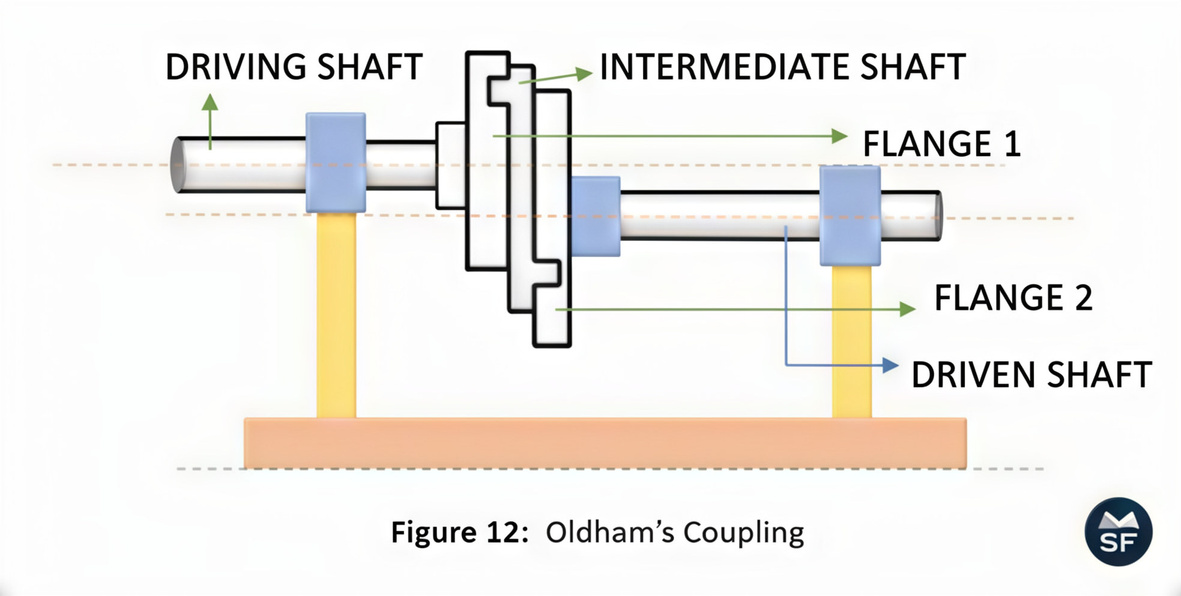 DRIVING SHAFT
INTERMEDIATE SHAFT
FLANGE 1
FLANGE 2
DRIVEN SHAFT
Figure 12: Oldham’s Coupling
SF